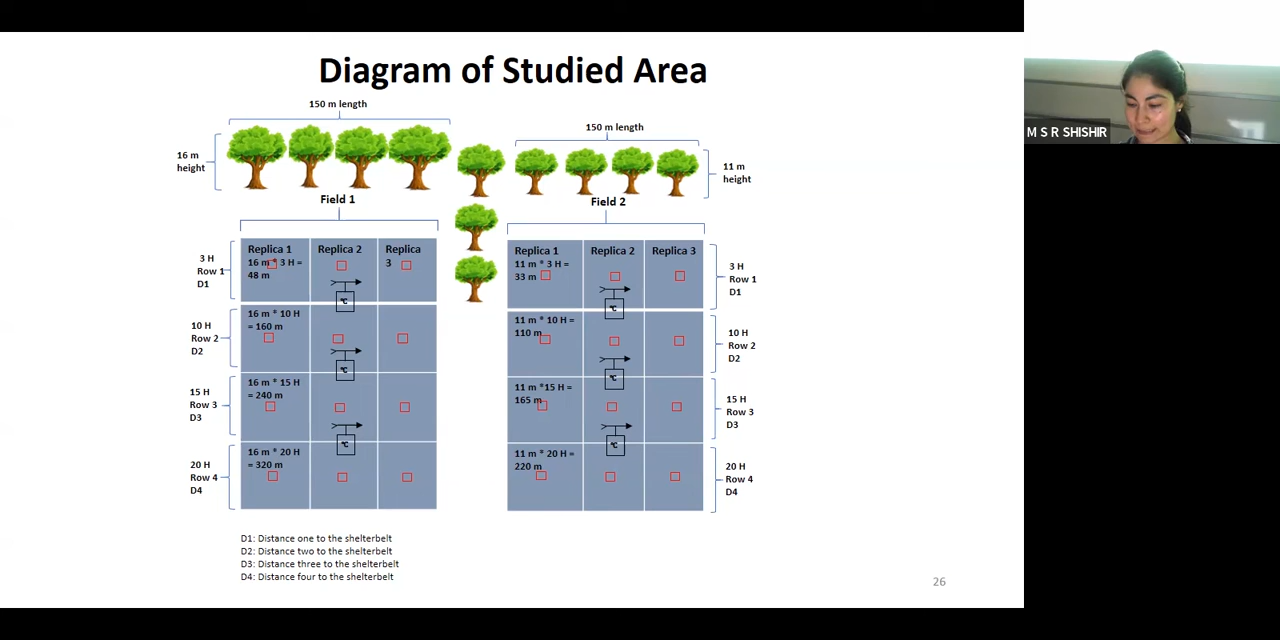 Diagram of Studied Area
150 m length
16 m
height
150 m length
11 m
height
Field 1
Field 2
3 H
Row 1
D1
10 H
Row 2
D2
15 H
Row 3
D3
20 H
Row 4
D4
Replica 1
16 m * 3 H =
48 m
Replica 2
Replica
3
℃
16 m * 10 H
= 160 m
℃
16 m * 15 H
= 240 m
℃
16 m * 20 H
= 320 m
Replica 1
11 m * 3 H =
33 m
Replica 2
Replica 3
℃
11 m * 10 H =
110 m
℃
11 m *15 H =
165 m
℃
11 m * 20 H =
220 m
3 H
Row 1
D1
10 H
Row 2
D2
15 H
Row 3
D3
20 H
Row 4
D4
D1: Distance one to the shelterbelt
D2: Distance two to the shelterbelt
D3: Distance three to the shelterbelt
D4: Distance four to the shelterbelt
26
M S R SHISHIR